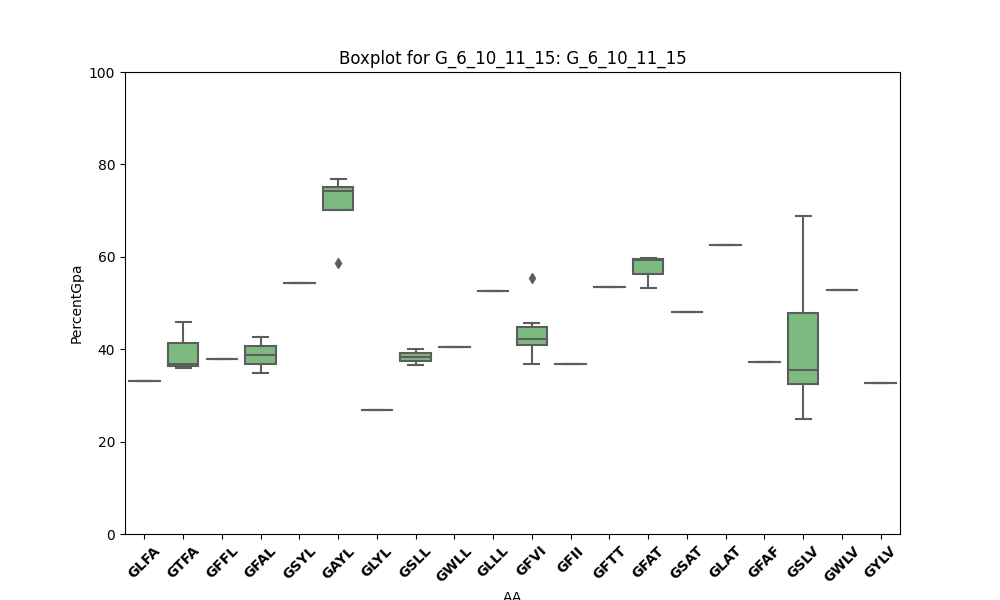 Boxplot for G_6_10_11_15: G_6_10_11_15
100
80
60
40
20
0
PercentGpa
GLFA
GTFA
GFFL
GFAL
GSYL
GAYL
GLYL
GSLL
GWLL
GLLL
GFVI
GFII
GFTT
GFAT
GSAT
GLAT
GFAF
GSLV
GWLV
GYLV
AA